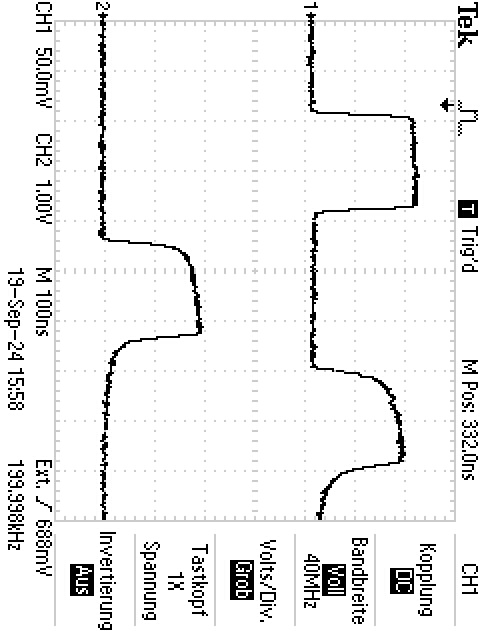 Tek
T Trig'd
M Pos: 332.0ns
CH1
Kopplung
DC
Bandbreite
Voll
40MHz
Volts/Div.
Grob
Tastkopf
1X
Spannung
Invertierung
Aus
1
2
CH1 50.0mV CH2 1.00V M 100ns Ext / 688mV
19-Sep-24 15:58 199.998kHz